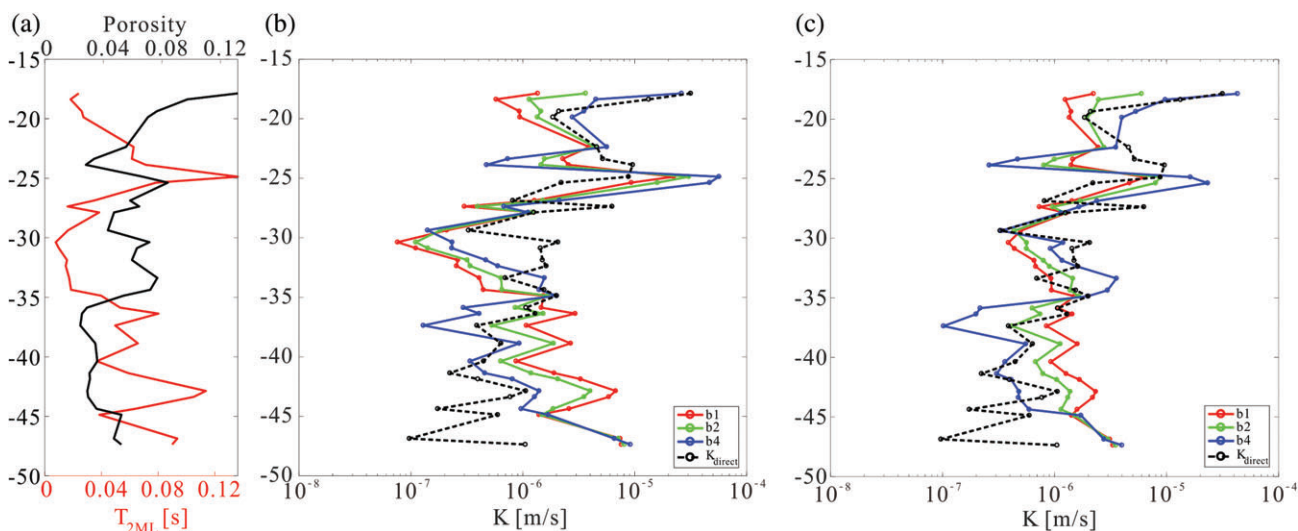 (a)
Porosity
0 0.04 0.08 0.12
-15
-20
-25
-30
-35
-40
-45
-50
0 0.04 0.08 0.12
T2ML [s]
(b)
-15
-20
-25
-30
-35
-40
-45
-50
b1
b2
b4
Kdirect
10-8 10-7 10-6 10-5 10-4
K [m/s]
(c)
-15
-20
-25
-30
-35
-40
-45
-50
b1
b2
b4
Kdirect
10-8 10-7 10-6 10-5 10-4
K [m/s]